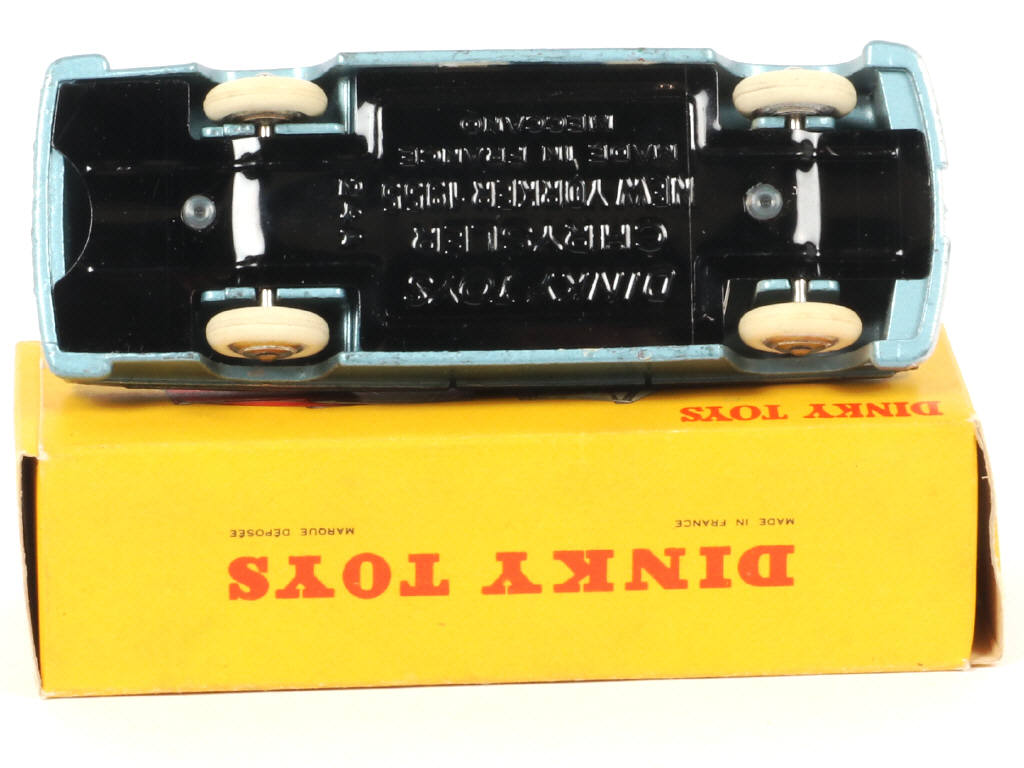 DINKY TOYS
CHRYSLER
NEW YORKER 1955
24 A
MADE IN FRANCE
MECCANO
DINKY TOYS
DINKY TOYS
MADE IN FRANCE MARQUE DÉPOSÉE